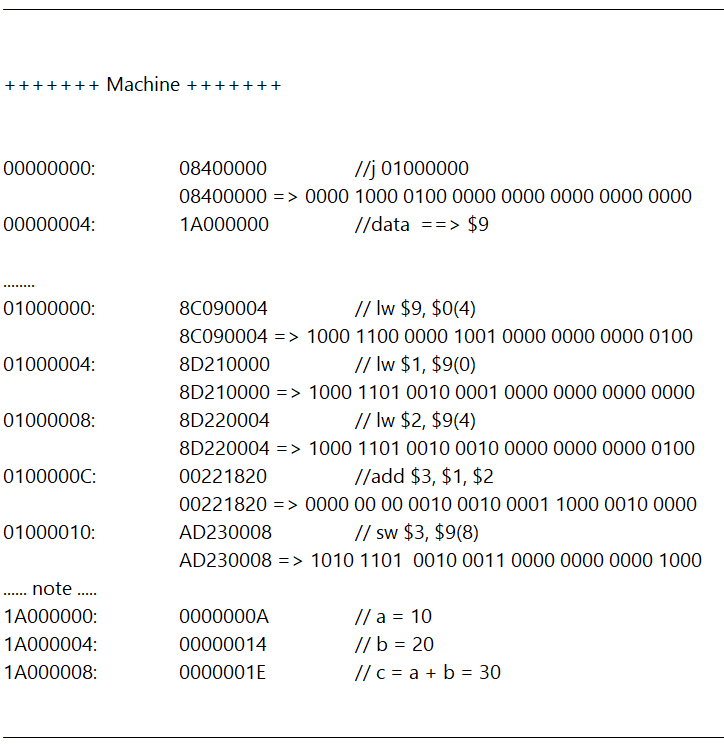 +++++++ Machine +++++++
00000000: 08400000 //j 01000000
08400000 => 0000 1000 0100 0000 0000 0000 0000 0000
00000004: 1A000000 //data ==> $9
........
01000000: 8C090004 // lw $9, $0(4)
8C090004 => 1000 1100 0000 1001 0000 0000 0000 0100
01000004: 8D210000 // lw $1, $9(0)
8D210000 => 1000 1101 0010 0001 0000 0000 0000 0000
01000008: 8D220004 // lw $2, $9(4)
8D220004 => 1000 1101 0010 0010 0000 0000 0000 0100
0100000C: 00221820 //add $3, $1, $2
00221820 => 0000 00 00 0010 0010 0001 1000 0010 0000
01000010: AD230008 // sw $3, $9(8)
AD230008 => 1010 1101  0010 0011 0000 0000 0000 1000
...... note .....
1A000000: 0000000A // a = 10
1A000004: 00000014 // b = 20
1A000008: 0000001E // c = a + b = 30